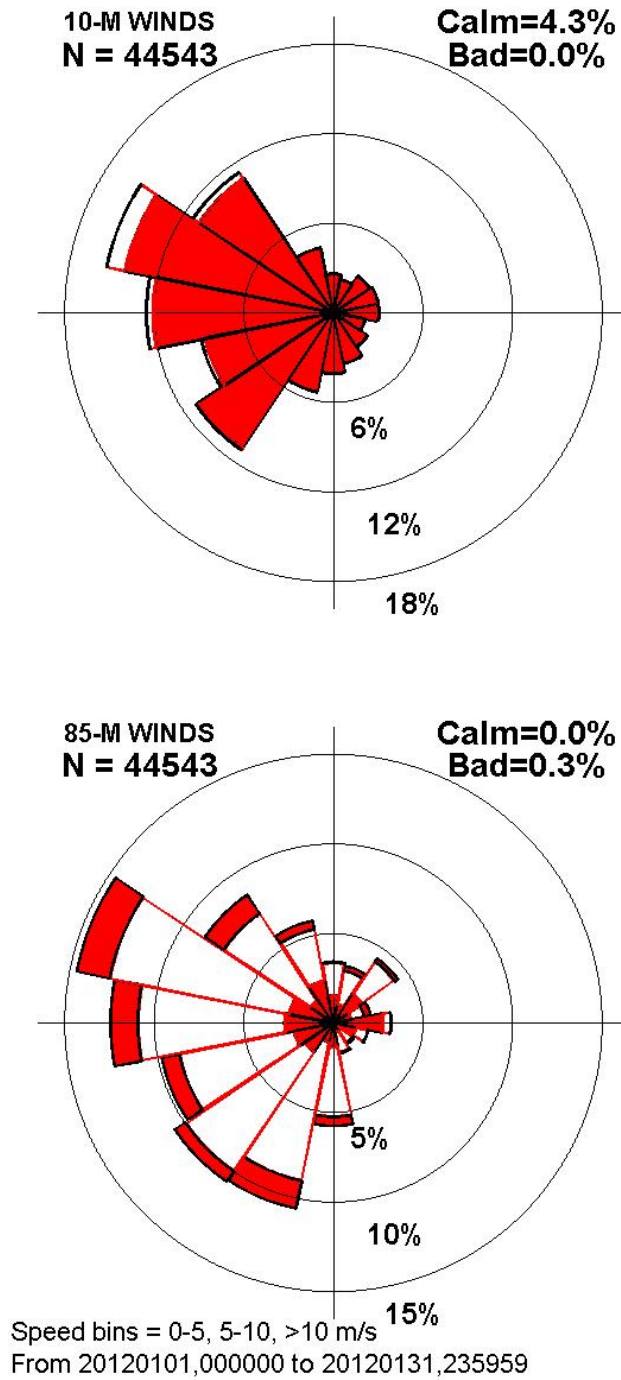 10-M WINDS
N = 44543
Calm=4.3%
Bad=0.0%
6%
12%
18%
85-M WINDS
N = 44543
Calm=0.0%
Bad=0.3%
5%
10%
15%
Speed bins = 0-5, 5-10, >10 m/s
From 20120101,000000 to 20120131,235959